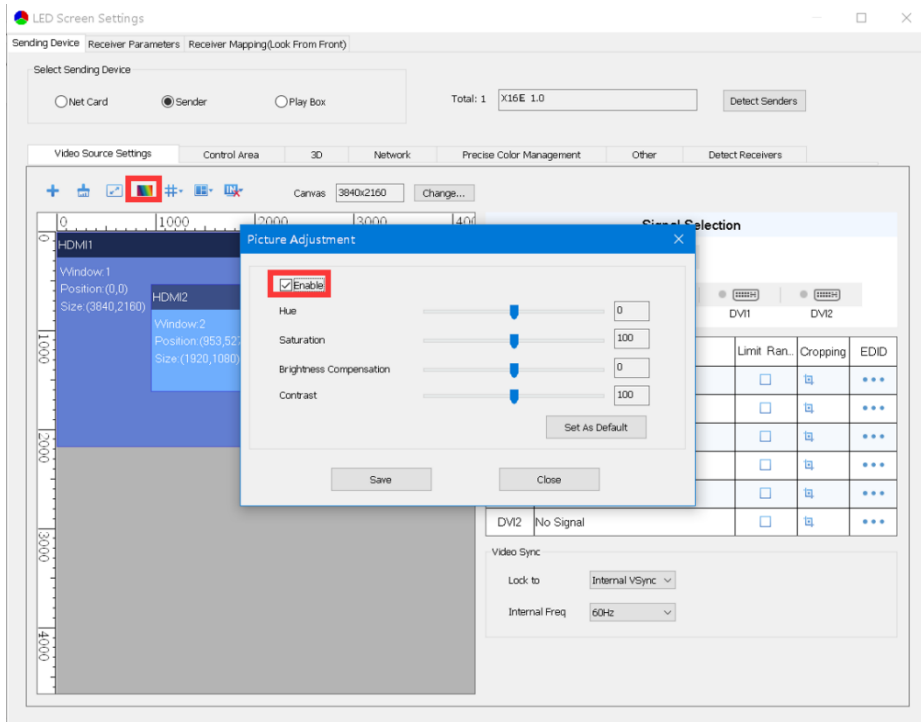 LED Screen Settings
Sending Device Receiver Parameters Receiver Mapping(Look From Front)
Select Sending Device
Net Card Sender Play Box
Total: 1 X16E 1.0 Detect Senders
Video Source Settings Control Area 3D Network Precise Color Management Other Detect Receivers
Canvas 3840x2160 Change...
0 1000 2000 3000
Selection
0
HDMI1
Window:1
Position:(0,0)
Size:(3840,2160)
HDMI2
Window:2
Position:(953,527
Size:(1920,1080)
1000
2000
3000
4000
Picture Adjustment
Enable
Hue 0
Saturation 100
Brightness Compensation 0
Contrast 100
Set As Default
Save Close
DVI1 DVI2
Limit Ran... Cropping EDID
DVI2 No Signal
Video Sync
Lock to Internal VSync
Internal Freq 60Hz